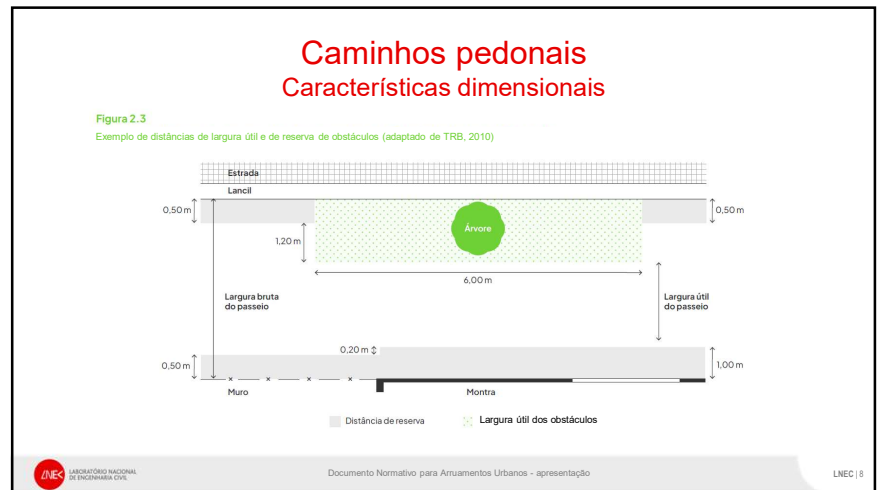 Caminhos pedonais
Características dimensionais
Figura 2.3
Exemplo de distâncias de largura útil e de reserva de obstáculos (adaptado de TRB, 2010)
Estrada
Lancil
0,50 m
0,50 m
Árvore
1,20 m
6,00 m
Largura bruta
do passeio
Largura útil
do passeio
0,20 m
0,50 m
1,00 m
Muro
Montra
Distância de reserva
Largura útil dos obstáculos
LNEC
LABORATÓRIO NACIONAL
DE ENGENHARIA CIVIL
Documento Normativo para Arruamentos Urbanos - apresentação
LNEC | 8